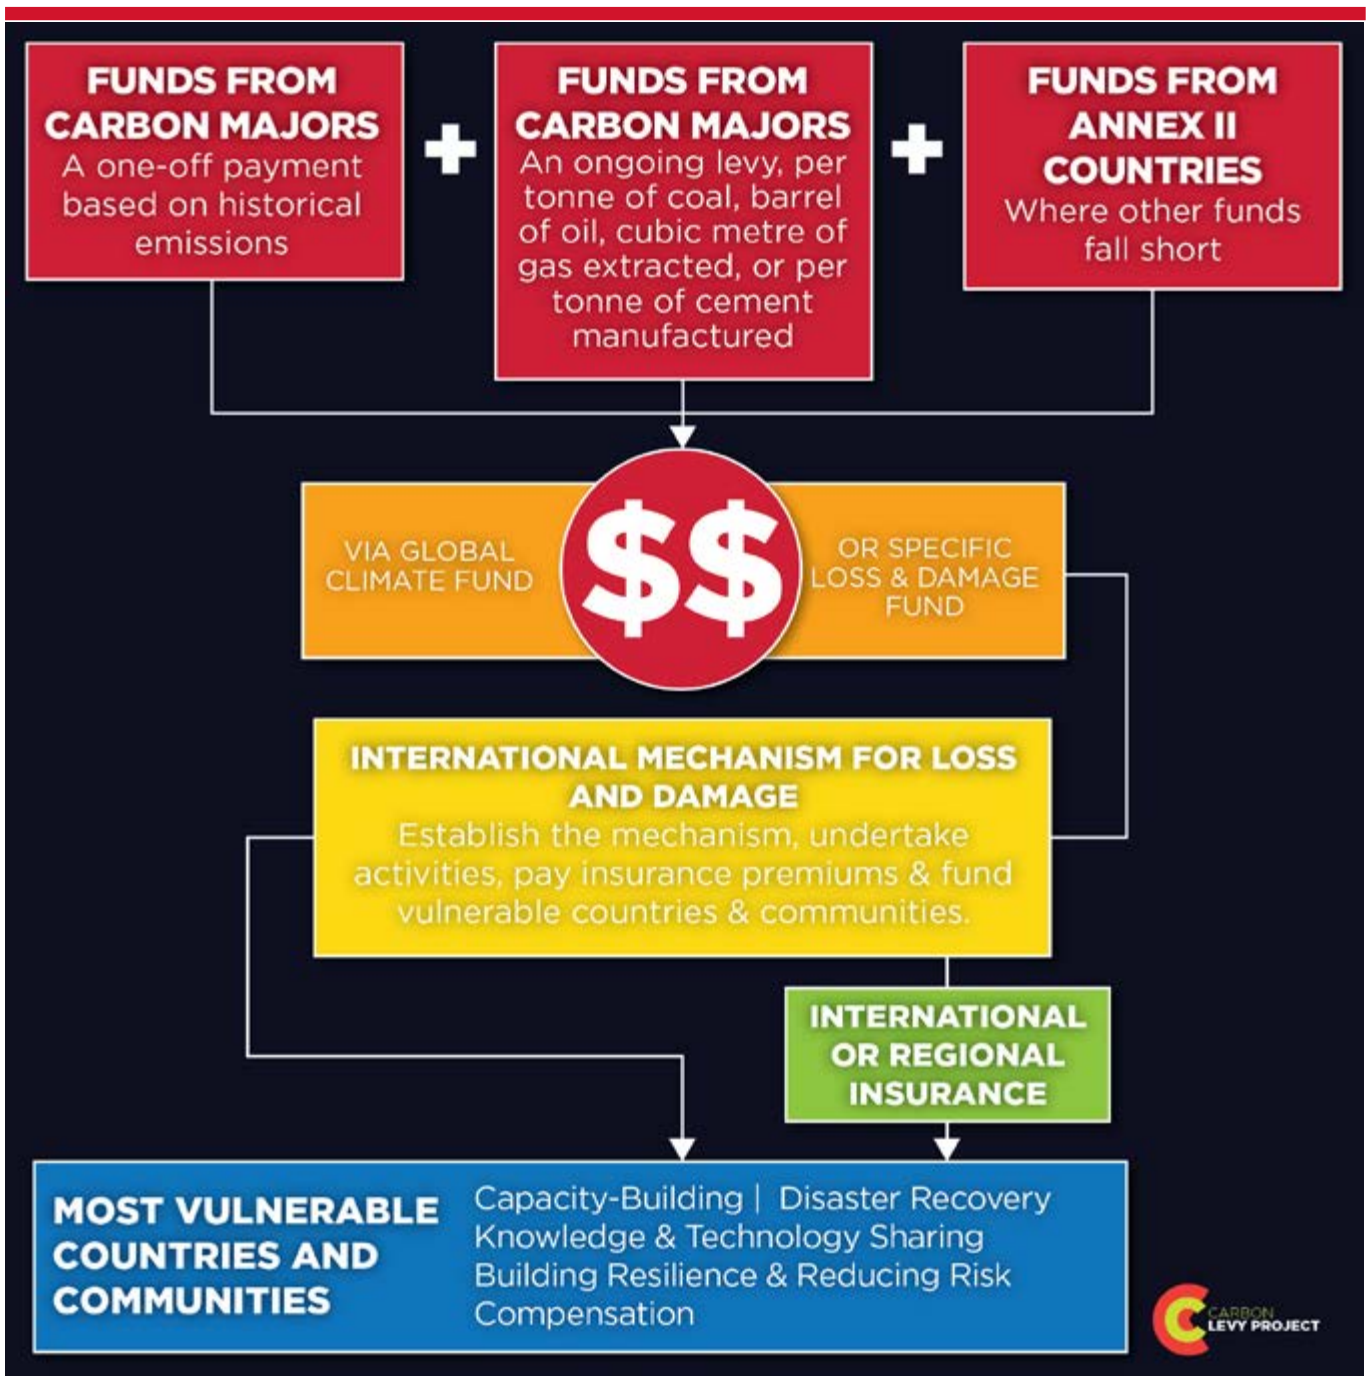 FUNDS FROM
CARBON MAJORS
A one-off payment
based on historical
emissions
+
FUNDS FROM
CARBON MAJORS
An ongoing levy, per
tonne of coal, barrel
of oil, cubic metre of
gas extracted, or per
tonne of cement
manufactured
+
FUNDS FROM
ANNEX II
COUNTRIES
Where other funds
fall short
VIA GLOBAL
CLIMATE FUND
$$
OR SPECIFIC
LOSS & DAMAGE
FUND
INTERNATIONAL MECHANISM FOR LOSS
AND DAMAGE
Establish the mechanism, undertake
activities, pay insurance premiums & fund
vulnerable countries & communities.
INTERNATIONAL
OR REGIONAL
INSURANCE
MOST VULNERABLE
COUNTRIES AND
COMMUNITIES
Capacity-Building | Disaster Recovery
Knowledge & Technology Sharing
Building Resilience & Reducing Risk
Compensation
CARBON
LEVY PROJECT